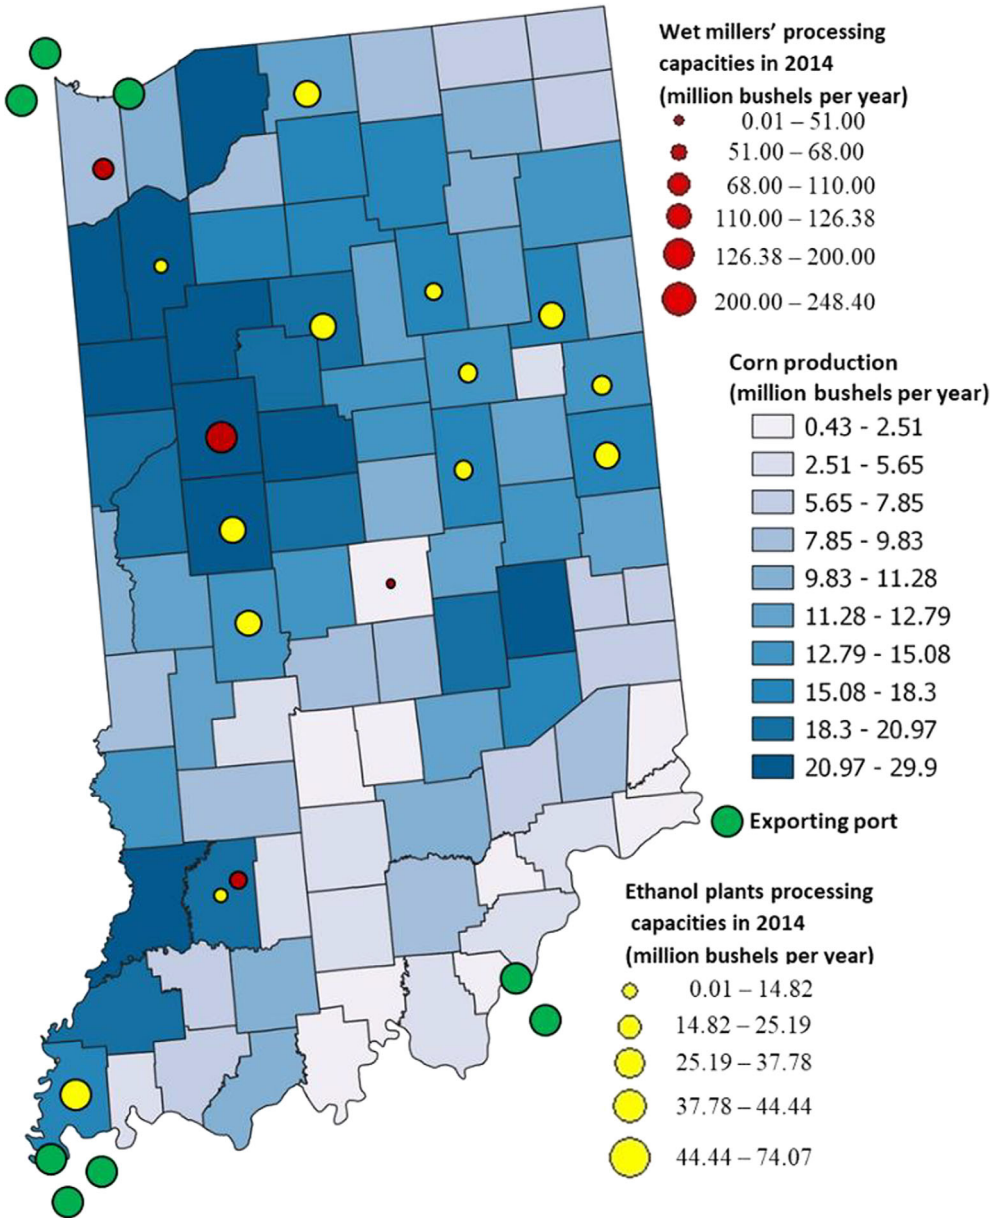 Wet millers’ processing
capacities in 2014
(million bushels per year)
0.01 – 51.00
51.00 – 68.00
68.00 – 110.00
110.00 – 126.38
126.38 – 200.00
200.00 – 248.40
Corn production
(million bushels per year)
0.43 - 2.51
2.51 - 5.65
5.65 - 7.85
7.85 - 9.83
9.83 - 11.28
11.28 - 12.79
12.79 - 15.08
15.08 - 18.3
18.3 - 20.97
20.97 - 29.9
Exporting port
Ethanol plants processing
capacities in 2014
(million bushels per year)
0.01 – 14.82
14.82 – 25.19
25.19 – 37.78
37.78 – 44.44
44.44 – 74.07